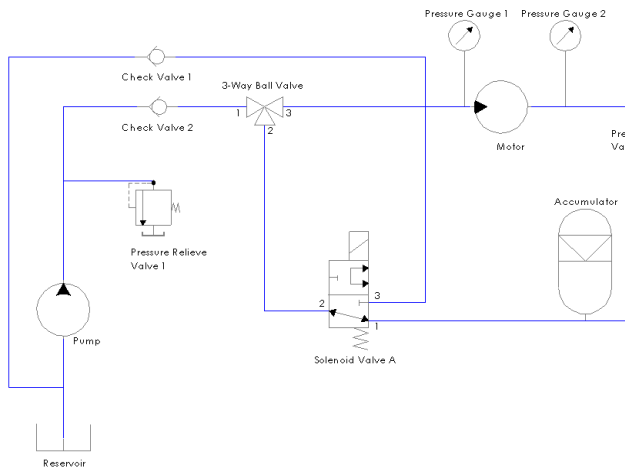 Pressure Gauge 1
Pressure Gauge 2
Check Valve 1
3-Way Ball Valve
1
3
2
Check Valve 2
Motor
Accumulator
Pressure Relieve
Valve 1
2
3
1
Pump
Solenoid Valve A
Reservoir